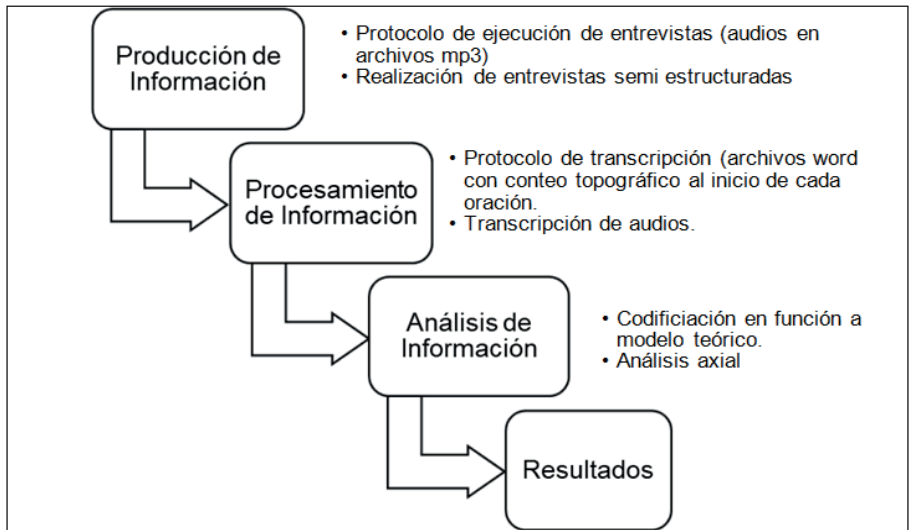 Producción de
Información
• Protocolo de ejecución de entrevistas (audios en
archivos mp3)
• Realización de entrevistas semi estructuradas
Procesamiento
de Información
• Protocolo de transcripción (archivos word
con conteo topográfico al inicio de cada
oración.
• Transcripción de audios.
Análisis de
Información
• Codificiación en función a
modelo teórico.
• Análisis axial
Resultados